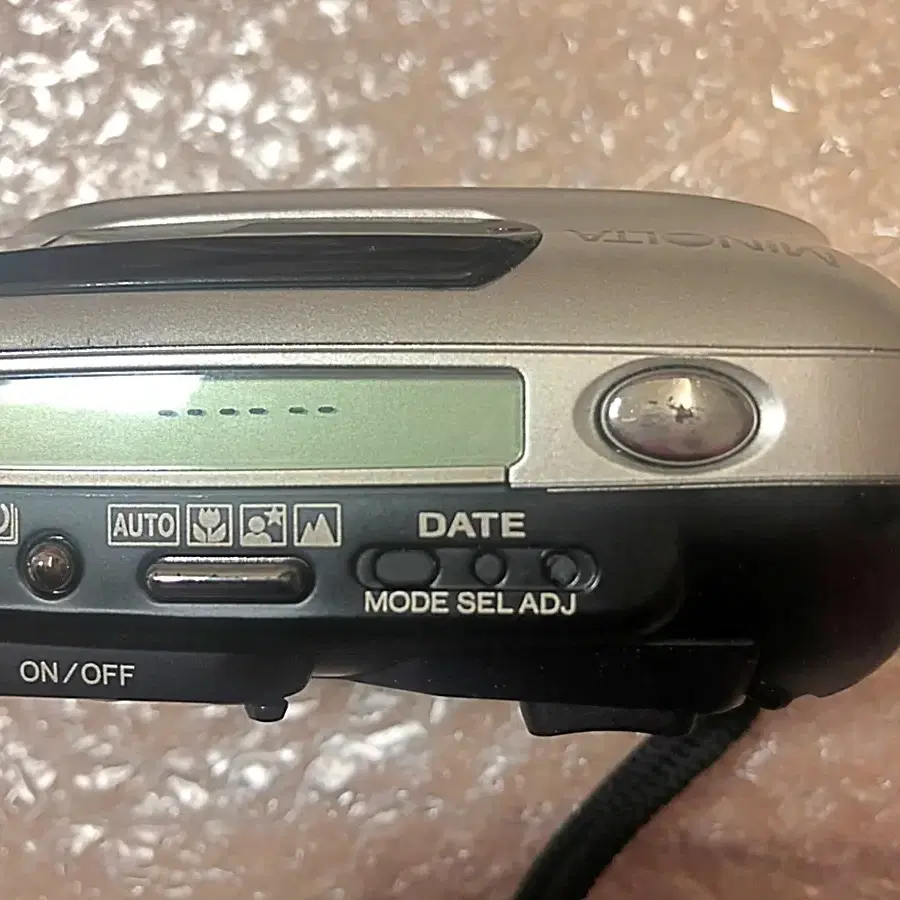 MINOLTA
------
AUTO
DATE
MODE SEL ADJ
ON/OFF